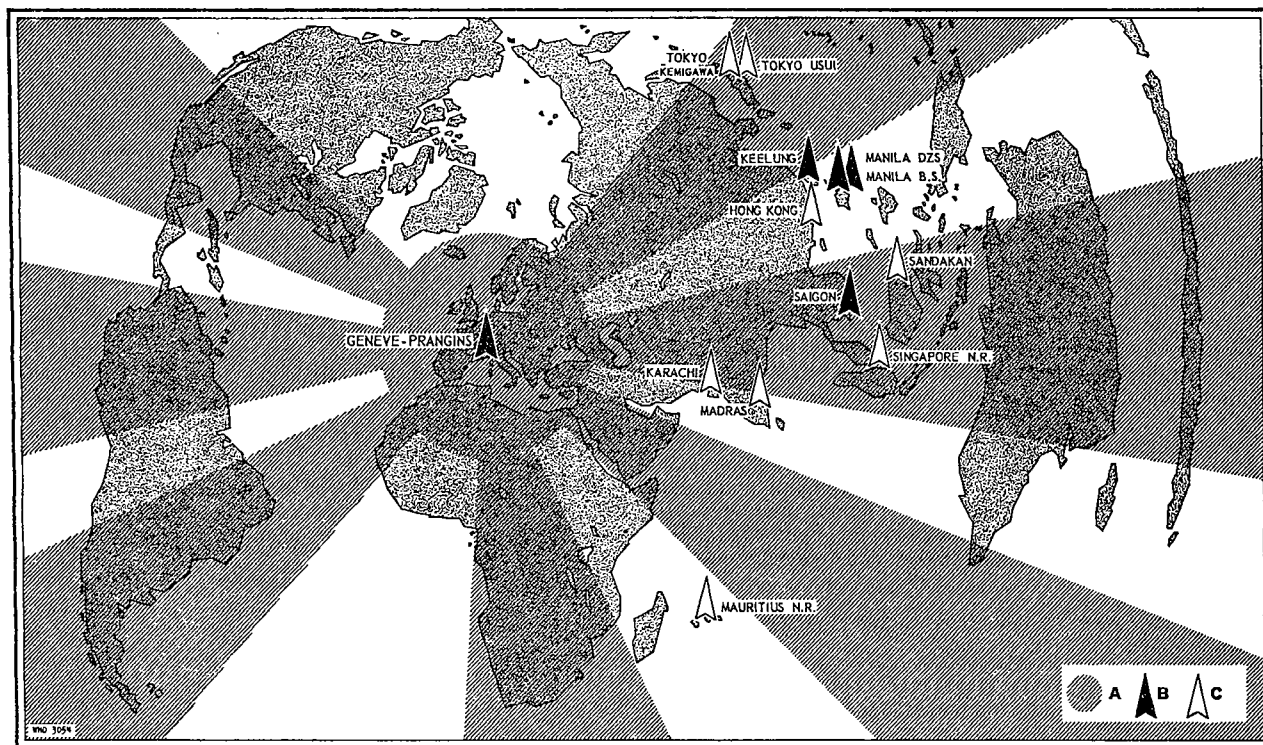 TOKYO
KEMIGAWA
TOKYO USUI
KEELUNG
MANILA DZS
MANILA B.S.
HONG KONG
SANDAKAN
SAIGON
GENEVE-PRANGINS
SINGAPORE N.R.
KARACHI
MADRAS
MAURITIUS N.R.
A B C
WHO 3054